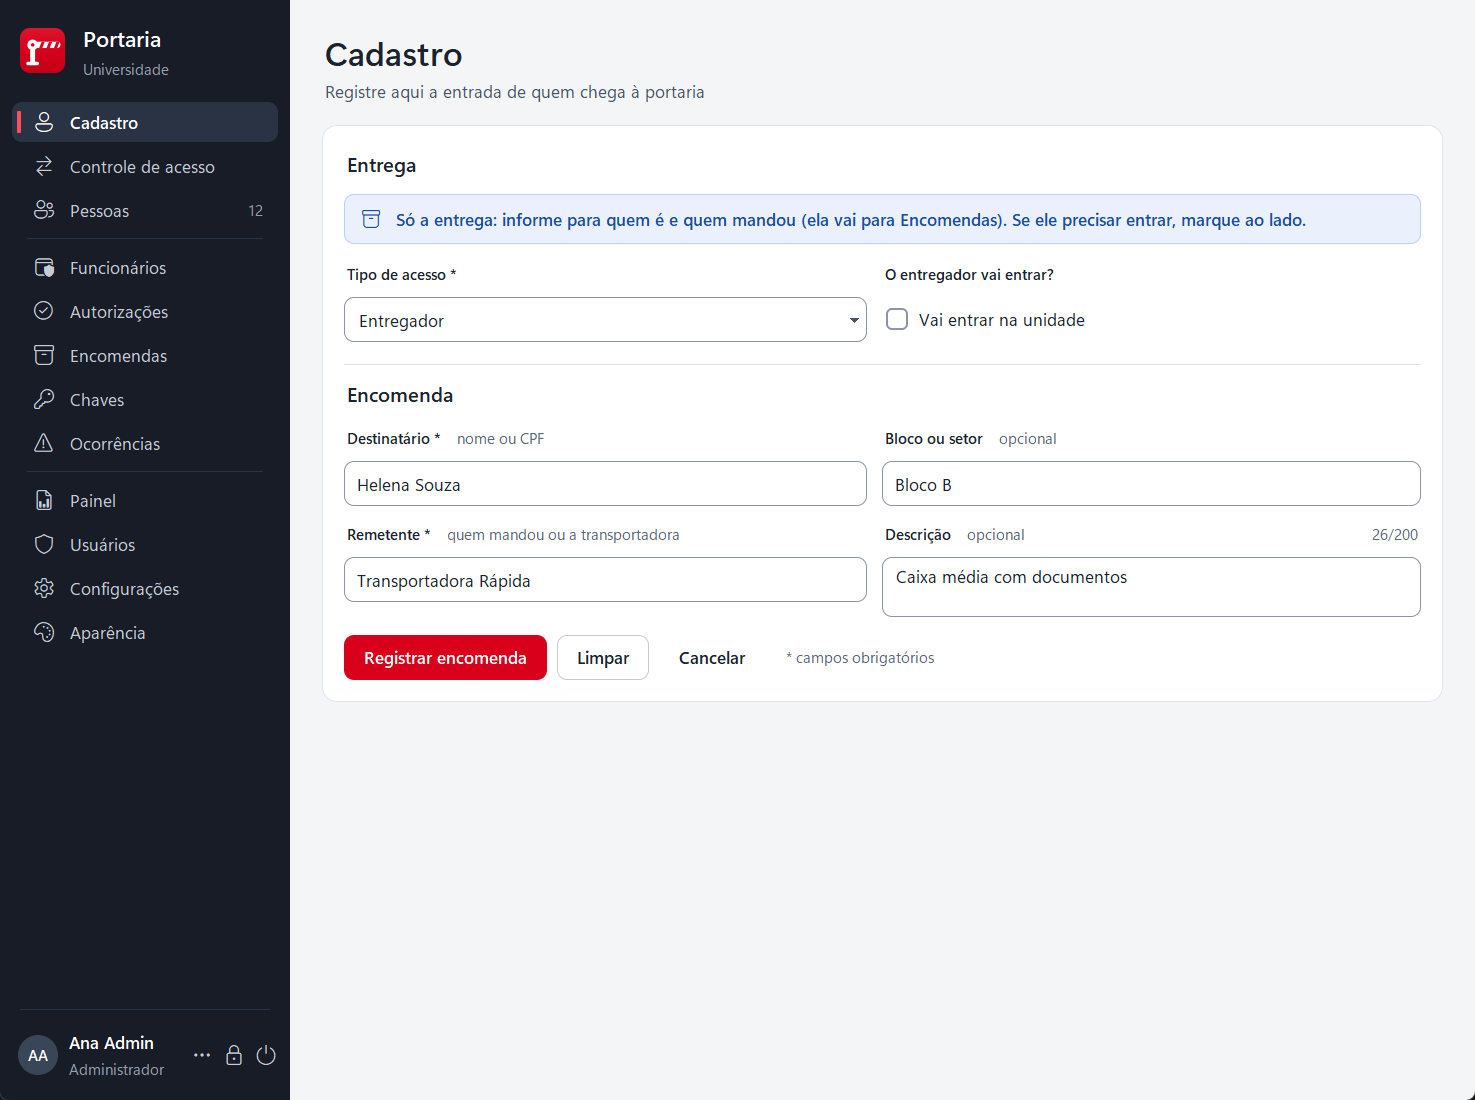 Portaria
Universidade
Cadastro
Controle de acesso
Pessoas 12
Funcionários
Autorizações
Encomendas
Chaves
Ocorrências
Painel
Usuários
Configurações
Aparência
AA
Ana Admin
Administrador
Cadastro
Registre aqui a entrada de quem chega à portaria
Entrega
Só a entrega: informe para quem é e quem mandou (ela vai para Encomendas). Se ele precisar entrar, marque ao lado.
Tipo de acesso *
Entregador
O entregador vai entrar?
Vai entrar na unidade
Encomenda
Destinatário * nome ou CPF
Helena Souza
Bloco ou setor opcional
Bloco B
Remetente * quem mandou ou a transportadora
Transportadora Rápida
Descrição opcional 26/200
Caixa média com documentos
Registrar encomenda
Limpar
Cancelar
* campos obrigatórios